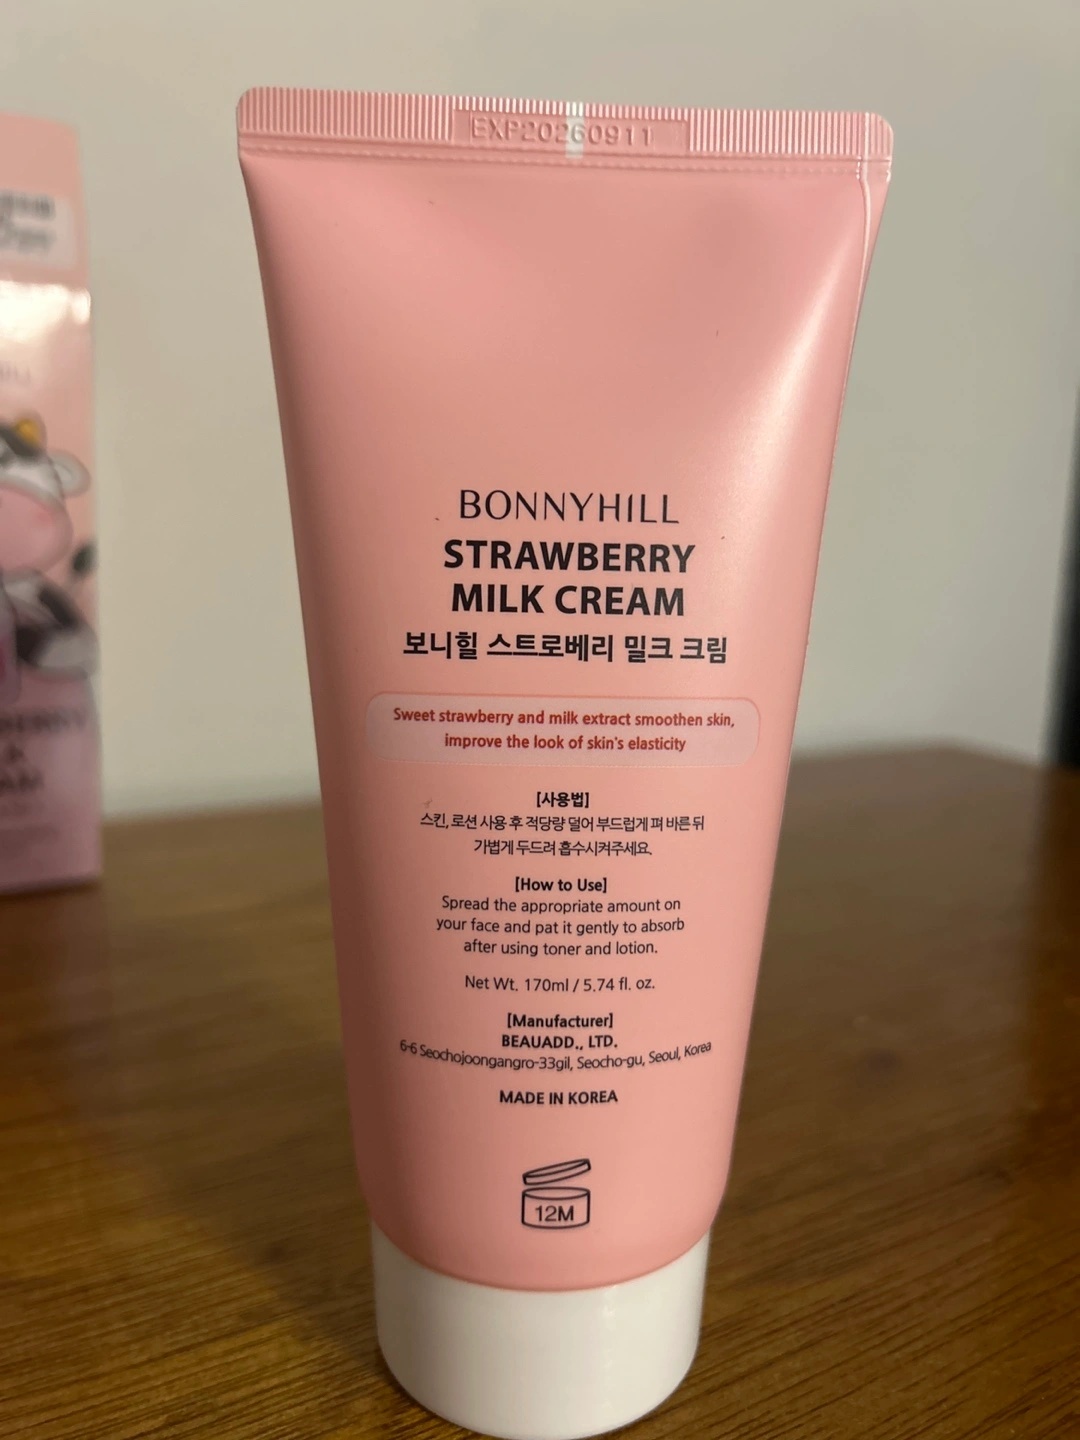 EXP20260911
BONNYHILL
STRAWBERRY
MILK CREAM
보니힐 스트로베리 밀크 크림
Sweet strawberry and milk extract smoothen skin,
improve the look of skin's elasticity
[사용법]
스킨, 로션 사용 후 적당량 덜어 부드럽게 펴 바른 뒤
가볍게 두드려 흡수시켜주세요.
[How to Use]
Spread the appropriate amount on
your face and pat it gently to absorb
after using toner and lotion.
Net Wt. 170ml / 5.74 fl. oz.
[Manufacturer]
BEAUADD., LTD.
6-6 Seochojoongangro-33gil, Seocho-gu, Seoul, Korea
MADE IN KOREA
12M